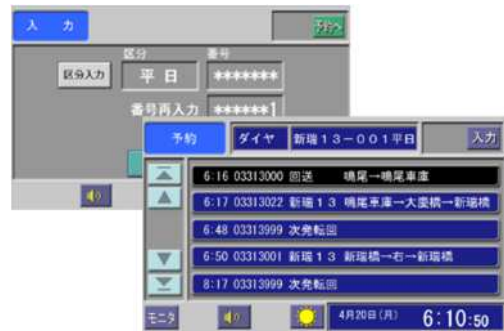 入 力
予約へ
区分
番号
区分入力
平 日
*******
番号再入力
******1
予約
ダイヤ
新瑞13-001平日
入力
6:16 03313000 回送 鳴尾→鳴尾車庫
6:17 03313022 新瑞13 鳴尾車庫→大慶橋→新瑞橋
6:48 03313999 次発転回
6:50 03313001 新瑞13 新瑞橋→右→新瑞橋
8:17 03313999 次発転回
モニタ
4月20日(月)
6:10:50